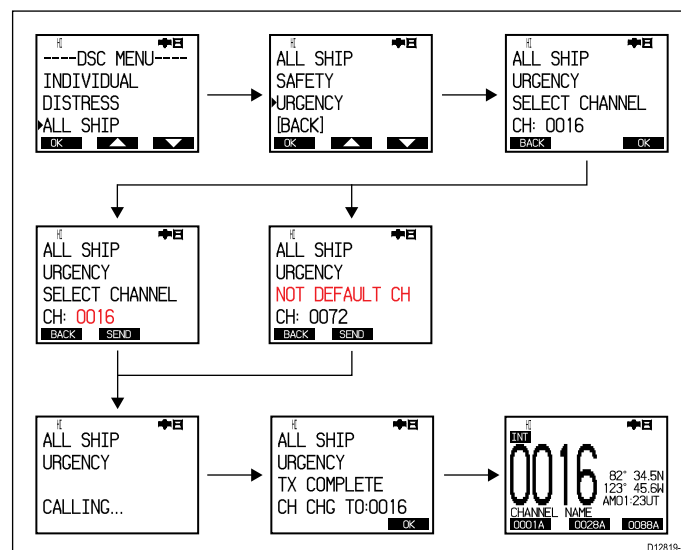 HI
----DSC MENU----
INDIVIDUAL
DISTRESS
ALL SHIP
OK
HI
ALL SHIP
SAFETY
URGENCY
[BACK]
OK
HI
ALL SHIP
URGENCY
SELECT CHANNEL
CH: 0016
BACK OK
HI
ALL SHIP
URGENCY
SELECT CHANNEL
CH: 0016
BACK SEND
HI
ALL SHIP
URGENCY
NOT DEFAULT CH
CH: 0072
BACK SEND
HI
ALL SHIP
URGENCY
CALLING...
HI
ALL SHIP
URGENCY
TX COMPLETE
CH CHG TO:0016
OK
HI
INT
0016
82° 34.5N
123° 45.6W
AM01:23UT
CHANNEL NAME
0001A 0028A 0088A